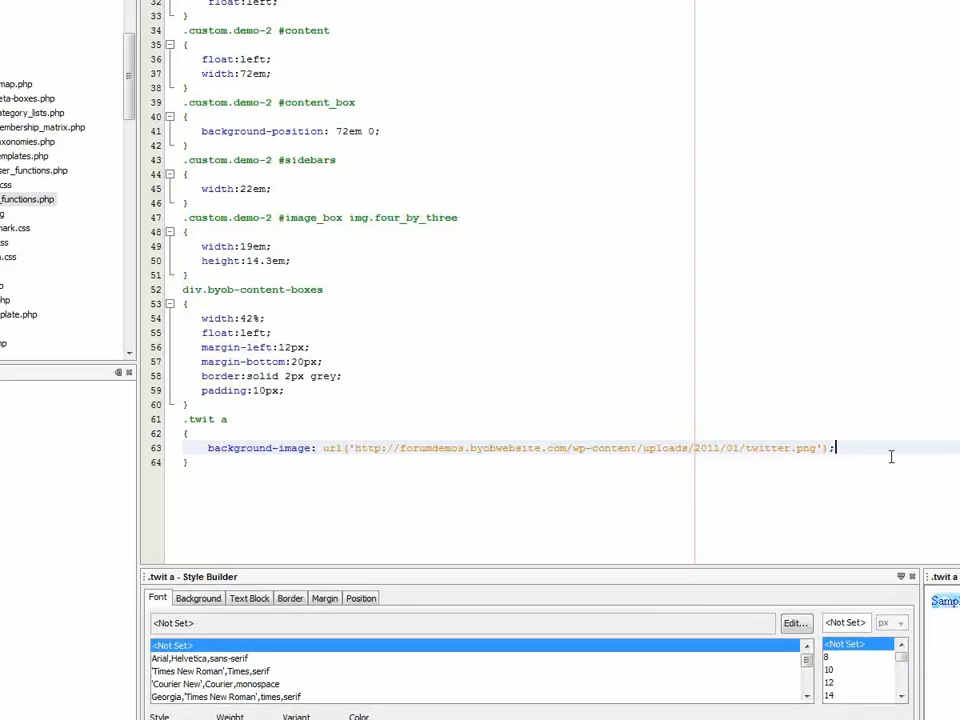 32 float:left;
33 }
34 .custom.demo-2 #content
35 {
36 float:left;
37 width:72em;
38 }
39 .custom.demo-2 #content_box
40 {
41 background-position: 72em 0;
42 }
43 .custom.demo-2 #sidebars
44 {
45 width:22em;
46 }
47 .custom.demo-2 #image_box img.four_by_three
48 {
49 width:19em;
50 height:14.3em;
51 }
52 div.byob-content-boxes
53 {
54 width:42%;
55 float:left;
56 margin-left:12px;
57 margin-bottom:20px;
58 border:solid 2px grey;
59 padding:10px;
60 }
61 .twit a
62 {
63 background-image: url('http://forumdemos.byobwebsite.com/wp-content/uploads/2011/01/twitter.png');
64 }
map.php
eta-boxes.php
ategory_lists.php
embership_matrix.php
axonomies.php
emplates.php
ser_functions.php
css
_functions.php
g
mark.css
ss
.css
p
hp
plate.php
hp
.twit a - Style Builder
Font Background Text Block Border Margin Position
<Not Set> Edit... <Not Set> px
<Not Set>
Arial,Helvetica,sans-serif
'Times New Roman',Times,serif
'Courier New',Courier,monospace
Georgia,'Times New Roman',times,serif
<Not Set>
8
10
12
14
Style Weight Variant Color
.twit a
Sampl